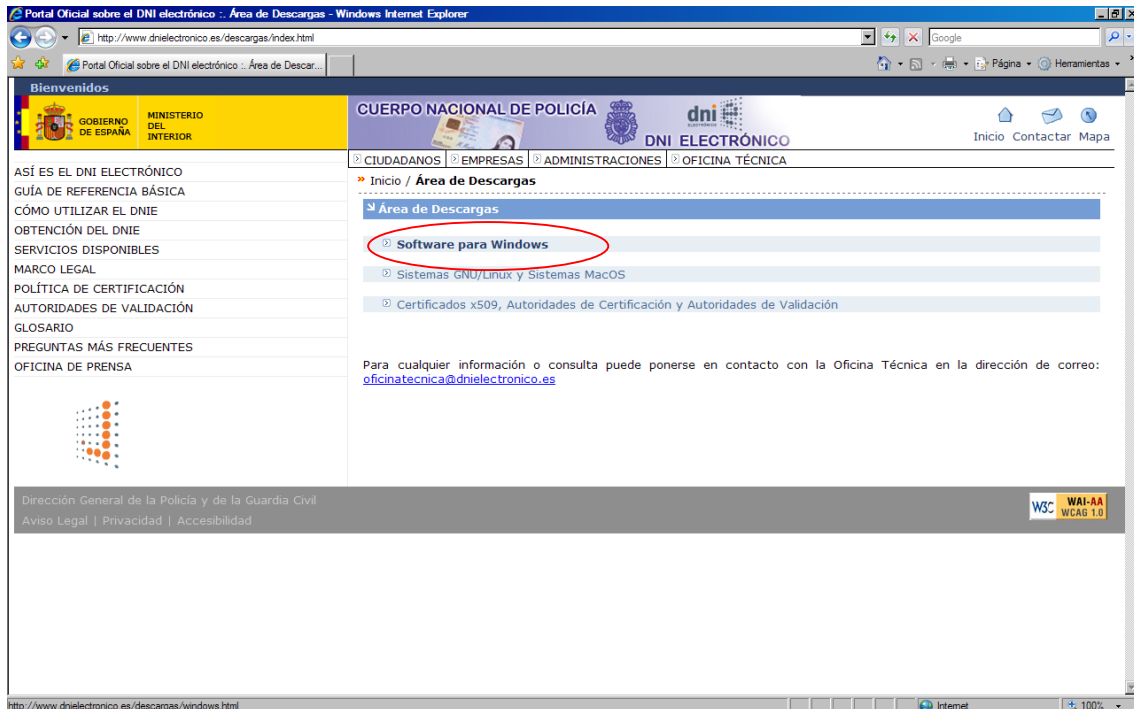 Portal Oficial sobre el DNI electrónico :. Área de Descargas - Windows Internet Explorer
http://www.dnielectronico.es/descargas/index.html
Google
Portal Oficial sobre el DNI electrónico :. Área de Descar...
Página
Herramientas
Bienvenidos
GOBIERNO DE ESPAÑA
MINISTERIO DEL INTERIOR
CUERPO NACIONAL DE POLICÍA
dni
DNI ELECTRÓNICO
Inicio Contactar Mapa
CIUDADANOS EMPRESAS ADMINISTRACIONES OFICINA TÉCNICA
ASÍ ES EL DNI ELECTRÓNICO
GUÍA DE REFERENCIA BÁSICA
CÓMO UTILIZAR EL DNIE
OBTENCIÓN DEL DNIE
SERVICIOS DISPONIBLES
MARCO LEGAL
POLÍTICA DE CERTIFICACIÓN
AUTORIDADES DE VALIDACIÓN
GLOSARIO
PREGUNTAS MÁS FRECUENTES
OFICINA DE PRENSA
» Inicio / Área de Descargas
Área de Descargas
Software para Windows
Sistemas GNU/Linux y Sistemas MacOS
Certificados x509, Autoridades de Certificación y Autoridades de Validación
Para cualquier información o consulta puede ponerse en contacto con la Oficina Técnica en la dirección de correo:
oficinatecnica@dnielectronico.es
Dirección General de la Policía y de la Guardia Civil
Aviso Legal | Privacidad | Accesibilidad
W3C WAI-AA WCAG 1.0
http://www.dnielectronico.es/descargas/windows.html
Internet
100%